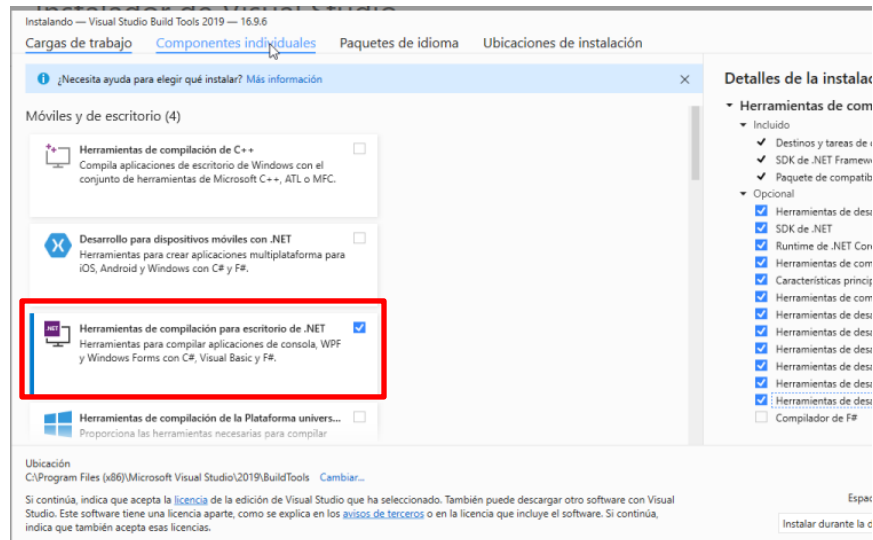 Instalador de Visual Studio
Instalando — Visual Studio Build Tools 2019 — 16.9.6
Cargas de trabajo Componentes individuales Paquetes de idioma Ubicaciones de instalación
¿Necesita ayuda para elegir qué instalar? Más información
Móviles y de escritorio (4)
Herramientas de compilación de C++
Compila aplicaciones de escritorio de Windows con el
conjunto de herramientas de Microsoft C++, ATL o MFC.
Desarrollo para dispositivos móviles con .NET
Herramientas para crear aplicaciones multiplataforma para
iOS, Android y Windows con C# y F#.
.NET
Herramientas de compilación para escritorio de .NET
Herramientas para compilar aplicaciones de consola, WPF
y Windows Forms con C#, Visual Basic y F#.
Herramientas de compilación de la Plataforma univers...
Proporciona las herramientas necesarias para compilar
Detalles de la instalac
Herramientas de com
Incluido
Destinos y tareas de
SDK de .NET Framew
Paquete de compatib
Opcional
Herramientas de desa
SDK de .NET
Runtime de .NET Core
Herramientas de com
Características princip
Herramientas de com
Herramientas de desa
Herramientas de desa
Herramientas de desa
Herramientas de desa
Herramientas de desa
Herramientas de desa
Compilador de F#
Ubicación
C:\Program Files (x86)\Microsoft Visual Studio\2019\BuildTools Cambiar...
Si continúa, indica que acepta la licencia de la edición de Visual Studio que ha seleccionado. También puede descargar otro software con Visual
Studio. Este software tiene una licencia aparte, como se explica en los avisos de terceros o en la licencia que incluye el software. Si continúa,
indica que también acepta esas licencias.
Espac
Instalar durante la d